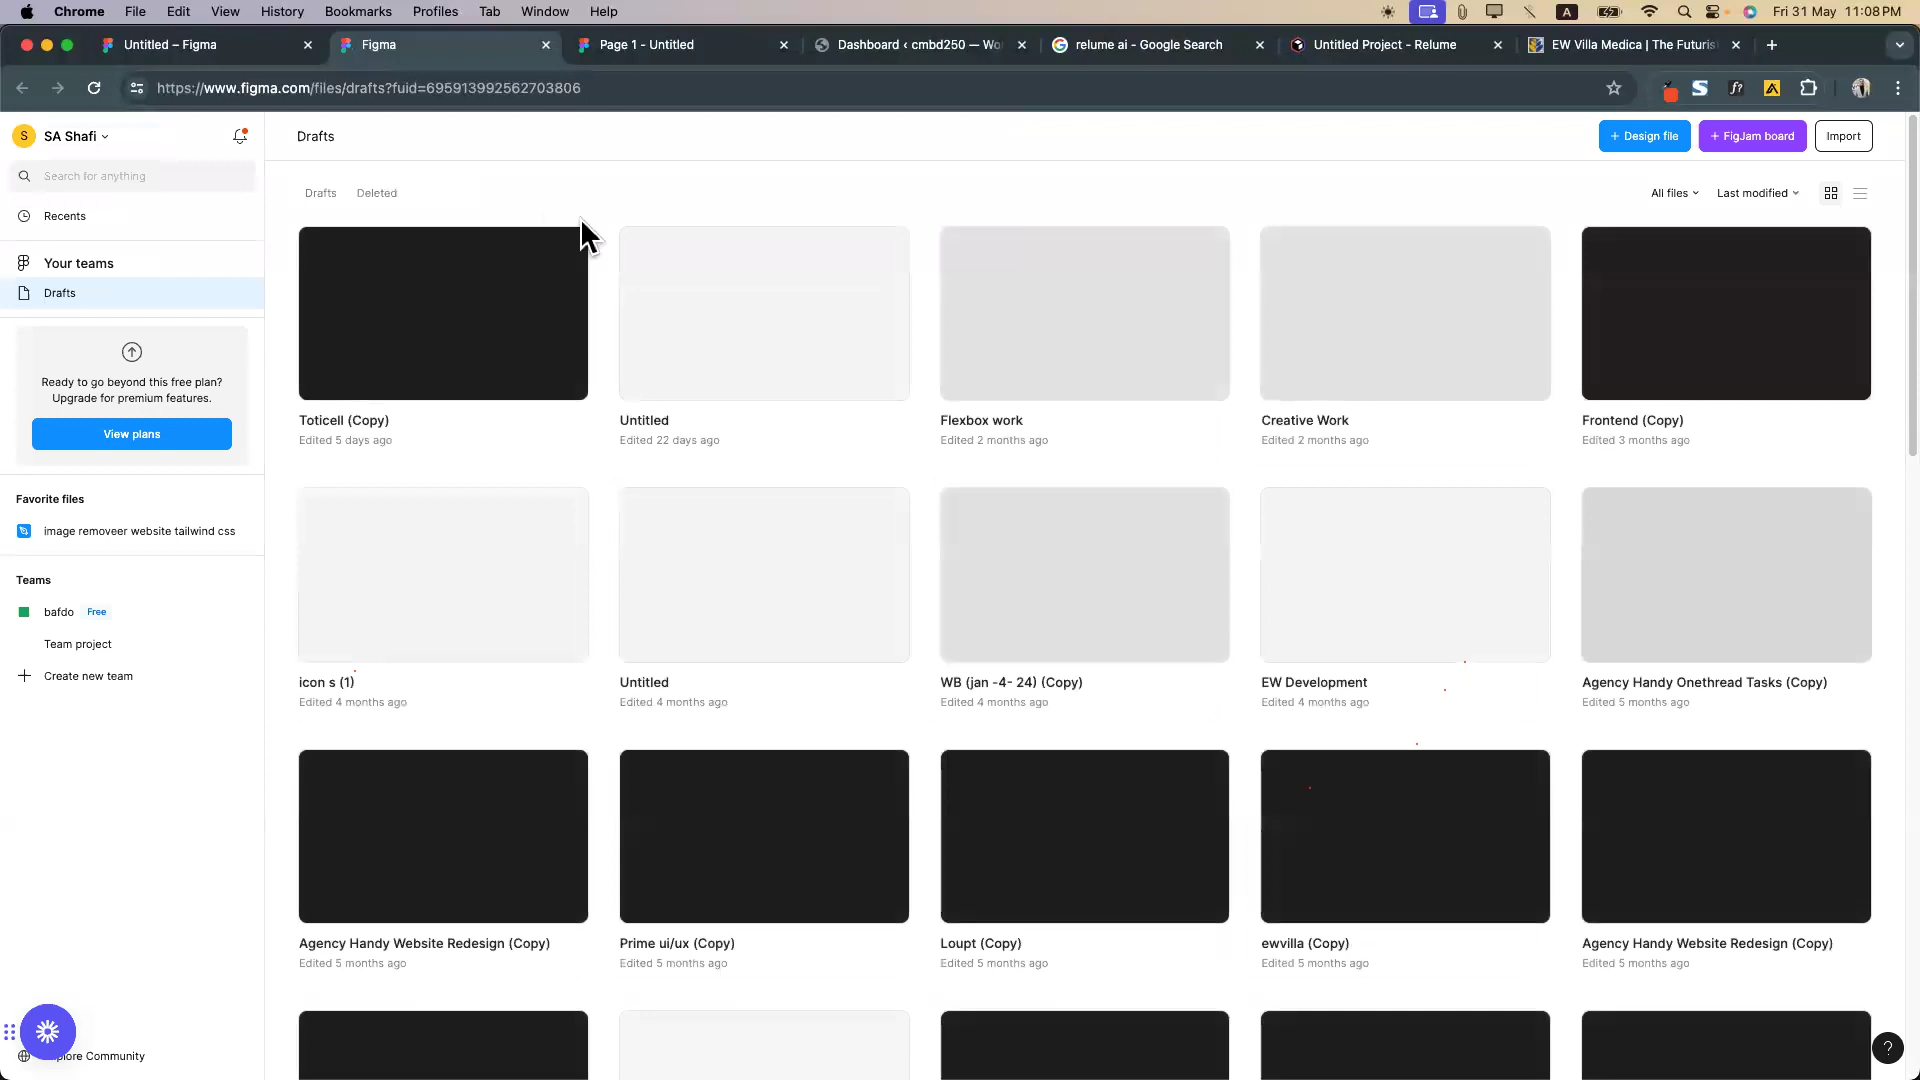 Chrome File Edit View History Bookmarks Profiles Tab Window Help A Fri 31 May 11:08 PM
Untitled – Figma Figma Page 1 - Untitled Dashboard ‹ cmbd250 — Wo relume ai - Google Search Untitled Project - Relume EW Villa Medica | The Futuris
https://www.figma.com/files/drafts?fuid=695913992562703806
S SA Shafi Drafts + Design file + FigJam board Import
Search for anything
Drafts Deleted All files Last modified
Recents
Your teams
Drafts
Ready to go beyond this free plan?
Upgrade for premium features.
View plans
Favorite files
image removeer website tailwind css
Teams
bafdo Free
Team project
Create new team
plore Community
Toticell (Copy) Untitled Flexbox work Creative Work Frontend (Copy)
Edited 5 days ago Edited 22 days ago Edited 2 months ago Edited 2 months ago Edited 3 months ago
icon s (1) Untitled WB (jan -4- 24) (Copy) EW Development Agency Handy Onethread Tasks (Copy)
Edited 4 months ago Edited 4 months ago Edited 4 months ago Edited 4 months ago Edited 5 months ago
Agency Handy Website Redesign (Copy) Prime ui/ux (Copy) Loupt (Copy) ewvilla (Copy) Agency Handy Website Redesign (Copy)
Edited 5 months ago Edited 5 months ago Edited 5 months ago Edited 5 months ago Edited 5 months ago
?